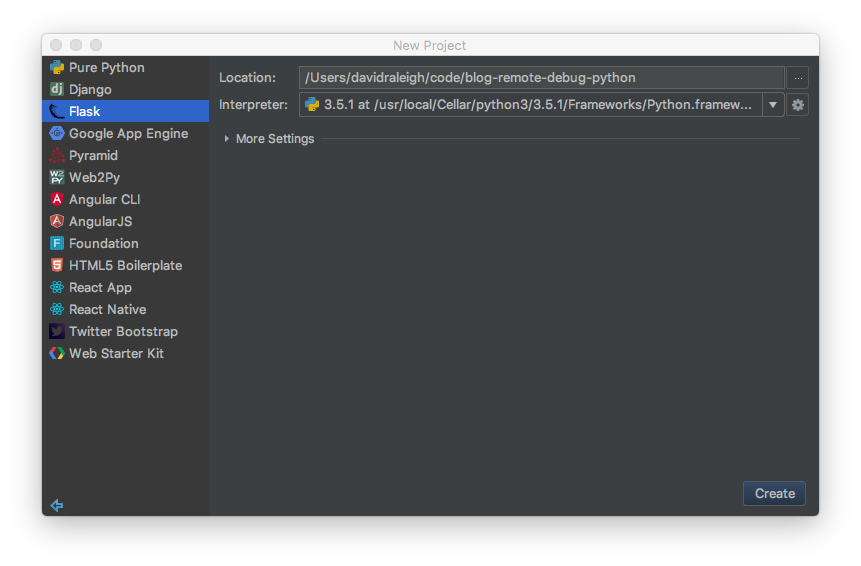 New Project
Pure Python
Django
Flask
Google App Engine
Pyramid
Web2Py
Angular CLI
AngularJS
Foundation
HTML5 Boilerplate
React App
React Native
Twitter Bootstrap
Web Starter Kit
Location: /Users/davidraleigh/code/blog-remote-debug-python ...
Interpreter: 3.5.1 at /usr/local/Cellar/python3/3.5.1/Frameworks/Python.framew...
More Settings
Create